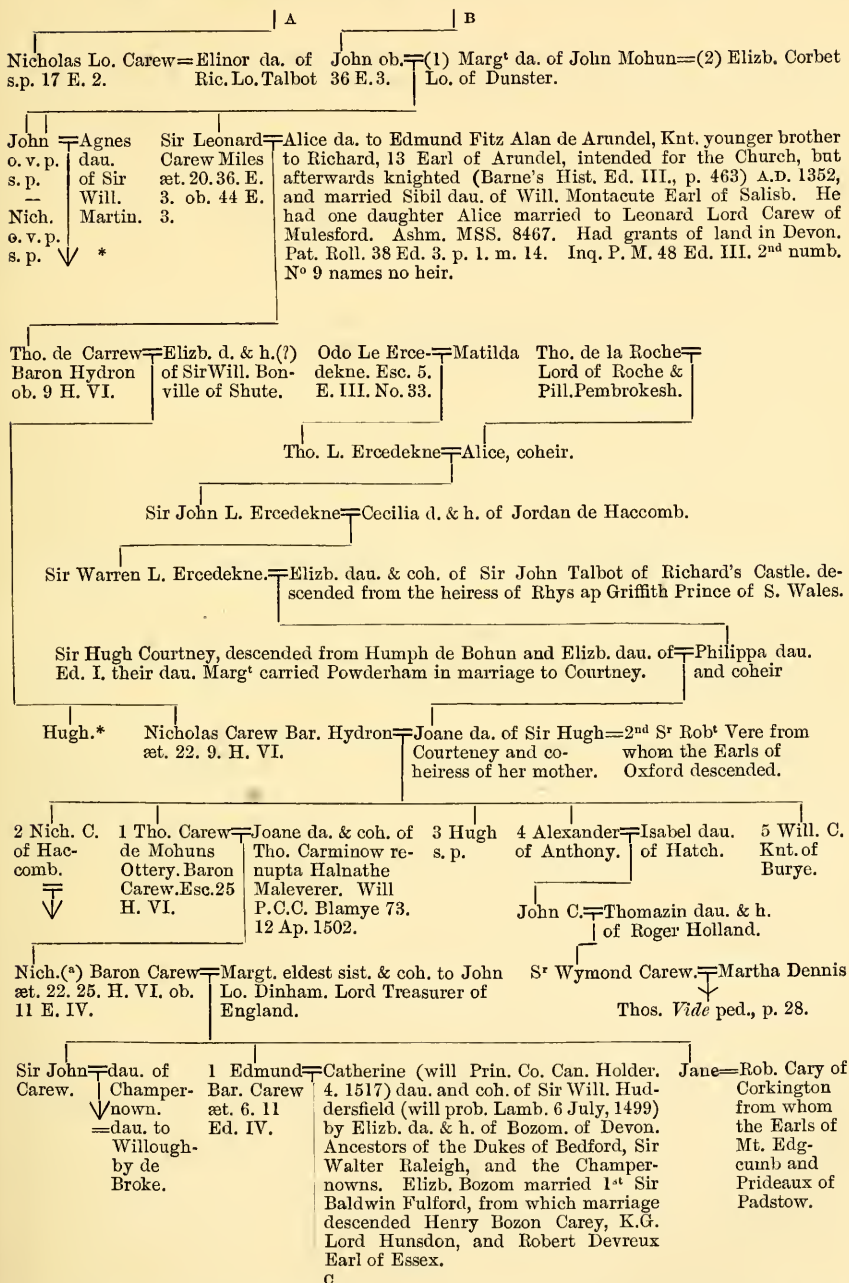 A
B
Nicholas Lo. Carew=Elinor da. of
s.p. 17 E. 2. Ric. Lo. Talbot
John ob.
36 E. 3.
(1) Margt da. of John Mohun=(2) Elizb. Corbet
Lo. of Dunster.
John
o. v. p.
s. p.
—
Nich.
o. v. p.
s. p.
Agnes
dau.
of Sir
Will.
Martin.
*
Sir Leonard
Carew Miles
æt. 20. 36. E.
3. ob. 44 E.
3.
Alice da. to Edmund Fitz Alan de Arundel, Knt. younger brother
to Richard, 13 Earl of Arundel, intended for the Church, but
afterwards knighted (Barne's Hist. Ed. III., p. 463) A.D. 1352,
and married Sibil dau. of Will. Montacute Earl of Salisb. He
had one daughter Alice married to Leonard Lord Carew of
Mulesford. Ashm. MSS. 8467. Had grants of land in Devon.
Pat. Roll. 38 Ed. 3. p. 1. m. 14. Inq. P. M. 48 Ed. III. 2nd numb.
No 9 names no heir.
Tho. de Carrew
Baron Hydron
ob. 9 H. VI.
Elizb. d. & h.(?)
of Sir Will. Bon-
ville of Shute.
Odo Le Erce-
dekne. Esc. 5.
E. III. No. 33.
Matilda
Tho. de la Roche
Lord of Roche &
Pill. Pembrokesh.
Tho. L. Ercedekne
Alice, coheir.
Sir John L. Ercedekne
Cecilia d. & h. of Jordan de Haccomb.
Sir Warren L. Ercedekne.
Elizb. dau. & coh. of Sir John Talbot of Richard's Castle. de-
scended from the heiress of Rhys ap Griffith Prince of S. Wales.
Sir Hugh Courtney, descended from Humph de Bohun and Elizb. dau. of
Ed. I. their dau. Margt carried Powderham in marriage to Courtney.
Philippa dau.
and coheir
Hugh.*
Nicholas Carew Bar. Hydron
æt. 22. 9. H. VI.
Joane da. of Sir Hugh
Courteney and co-
heiress of her mother.
=2nd Sr Robt Vere from
whom the Earls of
Oxford descended.
2 Nich. C.
of Hac-
comb.
1 Tho. Carew
de Mohuns
Ottery. Baron
Carew. Esc. 25
H. VI.
Joane da. & coh. of
Tho. Carminow re-
nupta Halnathe
Maleverer. Will
P.C.C. Blamye 73.
12 Ap. 1502.
3 Hugh
s. p.
4 Alexander
of Anthony.
Isabel dau.
of Hatch.
5 Will. C.
Knt. of
Burye.
John C.
Thomazin dau. & h.
of Roger Holland.
Nich.(a) Baron Carew
æt. 22. 25. H. VI. ob.
11 E. IV.
Margt. eldest sist. & coh. to John
Lo. Dinham. Lord Treasurer of
England.
Sr Wymond Carew.
Martha Dennis
Thos. Vide ped., p. 28.
Sir John
Carew.
dau. of
Champer-
nown.
=dau. to
Willough-
by de
Broke.
1 Edmund
Bar. Carew
æt. 6. 11
Ed. IV.
Catherine (will Prin. Co. Can. Holder.
4. 1517) dau. and coh. of Sir Will. Hud-
dersfield (will prob. Lamb. 6 July, 1499)
by Elizb. da. & h. of Bozom. of Devon.
Ancestors of the Dukes of Bedford, Sir
Walter Raleigh, and the Champer-
nowns. Elizb. Bozom married 1st Sir
Baldwin Fulford, from which marriage
descended Henry Bozon Carey, K.G.
Lord Hunsdon, and Robert Devreux
Earl of Essex.
Jane=Rob. Cary of
Corkington
from whom
the Earls of
Mt. Edg-
cumb and
Prideaux of
Padstow.
C